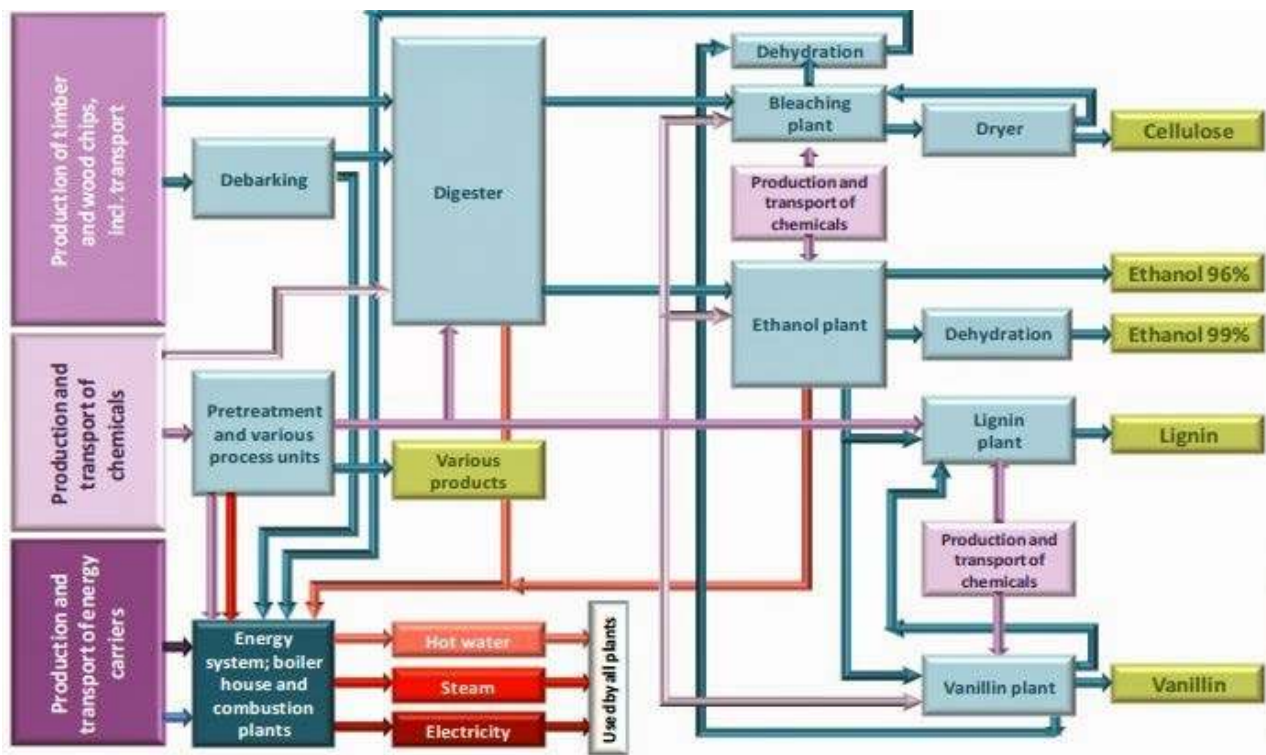 Production of timber
and wood chips,
incl. transport
Debarking
Digester
Dehydration
Bleaching
plant
Dryer
Cellulose
Production and
transport of
chemicals
Ethanol plant
Ethanol 96%
Dehydration
Ethanol 99%
Production and
transport of
chemicals
Pretreatment
and various
process units
Various
products
Lignin
plant
Lignin
Production and
transport of
chemicals
Production and
transport of energy
carriers
Energy
system; boiler
house and
combustion
plants
Hot water
Steam
Electricity
Used by all plants
Vanillin plant
Vanillin